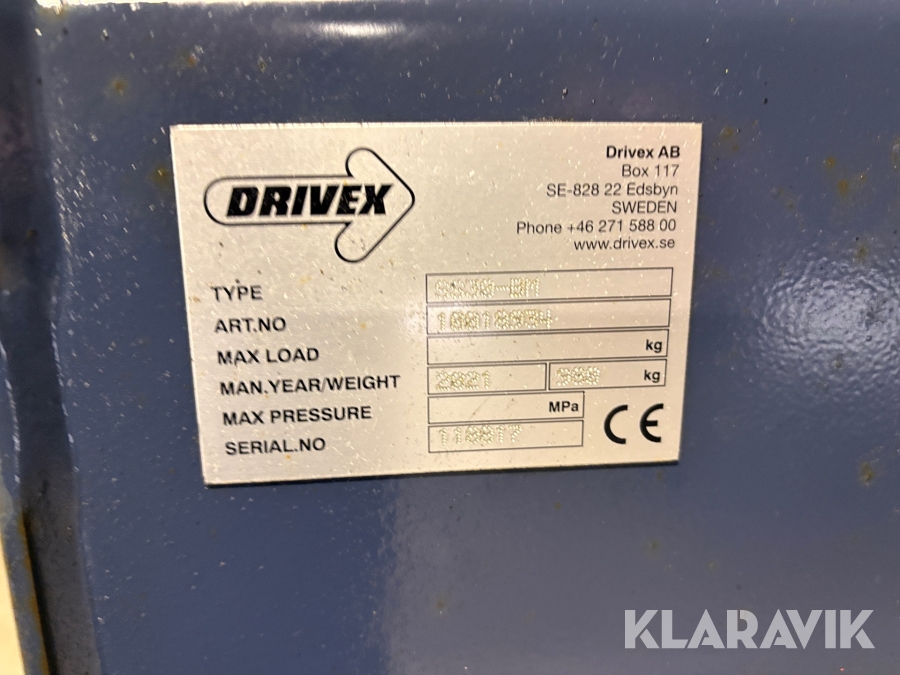 DRIVEX
Drivex AB
Box 117
SE-828 22 Edsbyn
SWEDEN
Phone +46 271 588 00
www.drivex.se
TYPE
ART.NO 10018034
MAX LOAD kg
MAN.YEAR/WEIGHT 2021 kg
MAX PRESSURE MPa
SERIAL.NO
CE
KLARAVIK